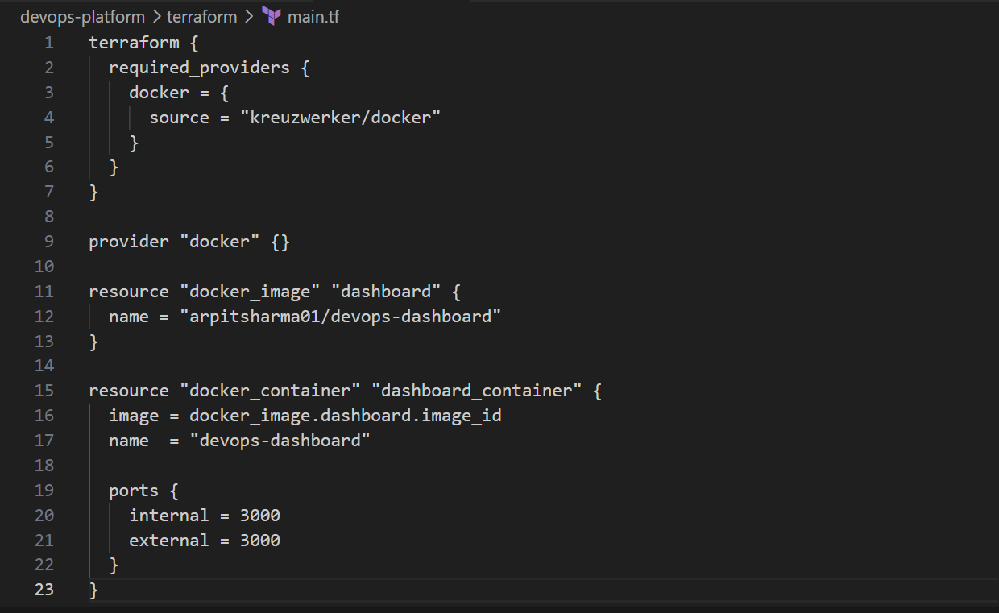 devops-platform > terraform > main.tf
1 terraform {
2   required_providers {
3     docker = {
4       source = "kreuzwerker/docker"
5     }
6   }
7 }
8
9 provider "docker" {}
10
11 resource "docker_image" "dashboard" {
12   name = "arpitsharma01/devops-dashboard"
13 }
14
15 resource "docker_container" "dashboard_container" {
16   image = docker_image.dashboard.image_id
17   name  = "devops-dashboard"
18
19   ports {
20     internal = 3000
21     external = 3000
22   }
23 }